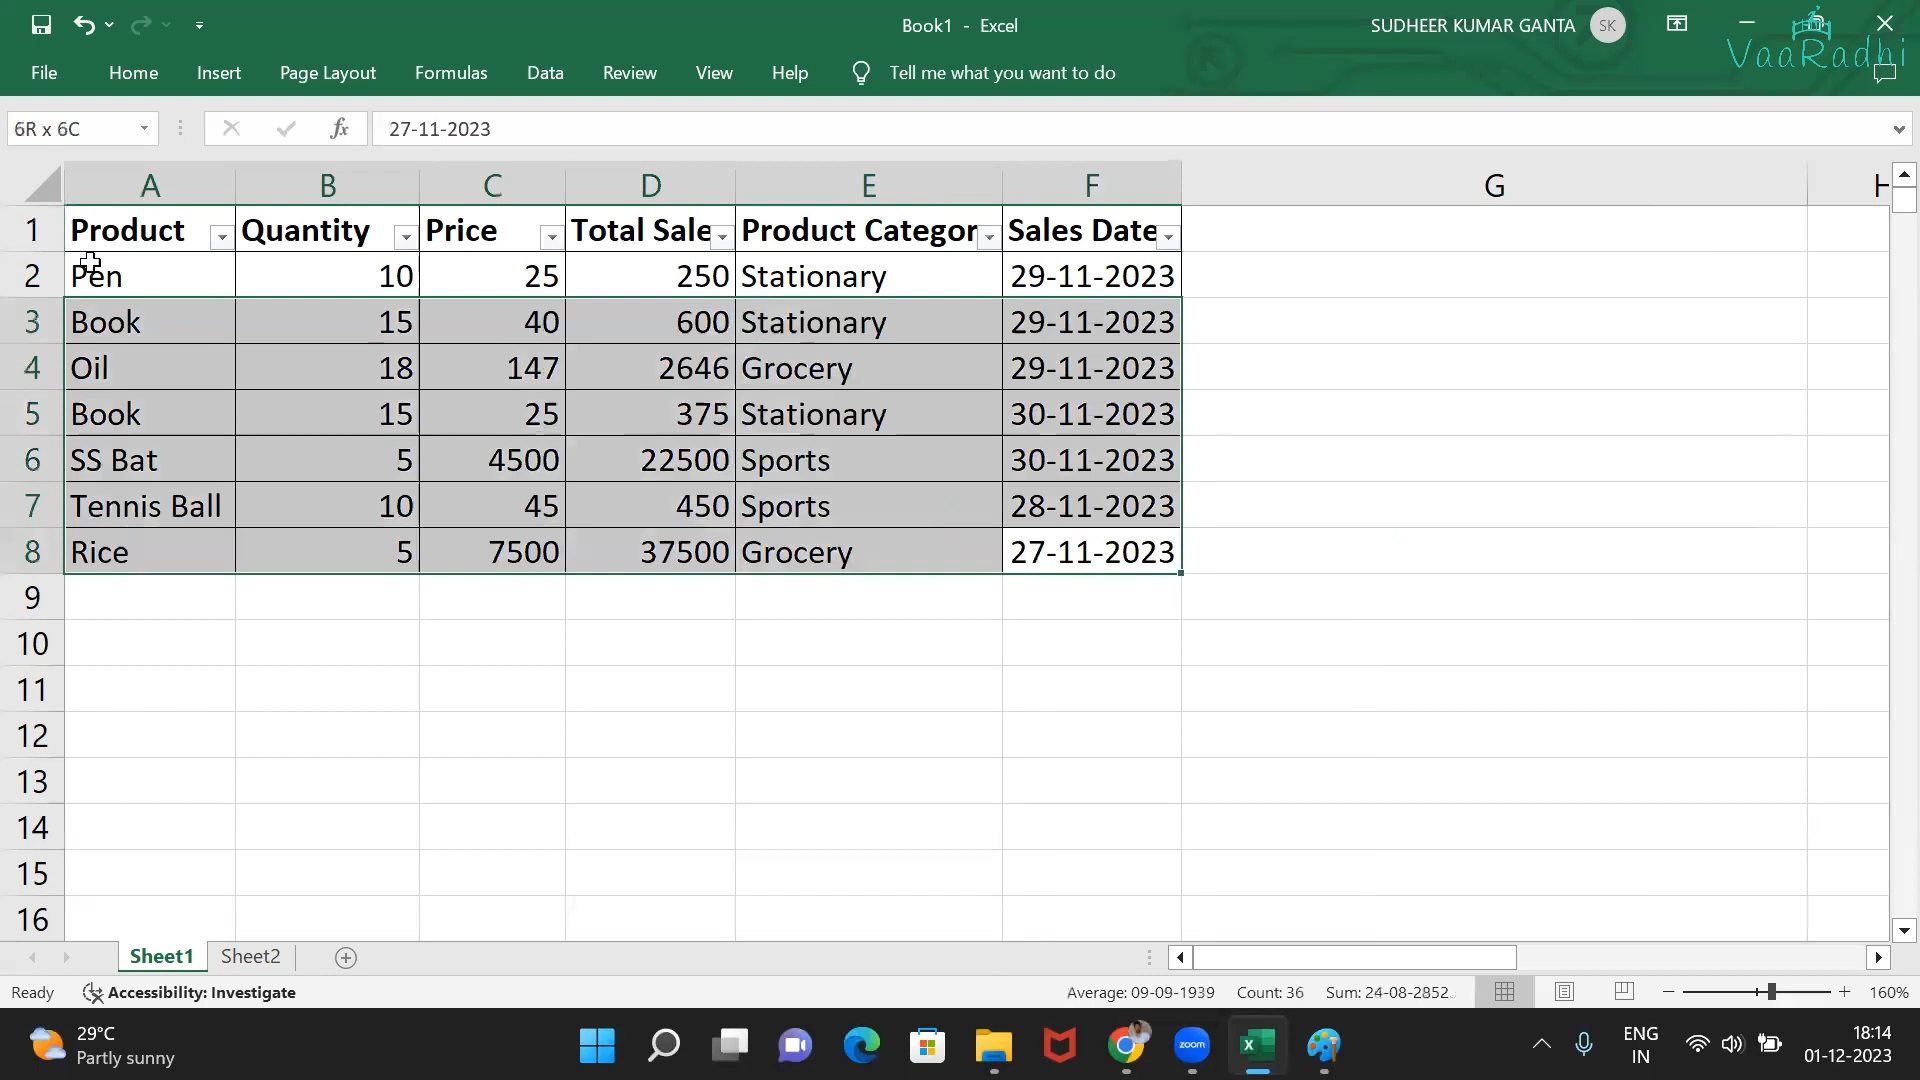 Book1 - Excel
SUDHEER KUMAR GANTA
SK
VaaRadhi
File Home Insert Page Layout Formulas Data Review View Help Tell me what you want to do
6R x 6C
fx
27-11-2023
A B C D E F G H
1 Product Quantity Price Total Sale Product Categor Sales Date
2 Pen 10 25 250 Stationary 29-11-2023
3 Book 15 40 600 Stationary 29-11-2023
4 Oil 18 147 2646 Grocery 29-11-2023
5 Book 15 25 375 Stationary 30-11-2023
6 SS Bat 5 4500 22500 Sports 30-11-2023
7 Tennis Ball 10 45 450 Sports 28-11-2023
8 Rice 5 7500 37500 Grocery 27-11-2023
9
10
11
12
13
14
15
16
Sheet1 Sheet2
Ready Accessibility: Investigate Average: 09-09-1939 Count: 36 Sum: 24-08-2852 160%
29°C
Partly sunny
zoom
X
ENG
IN
18:14
01-12-2023